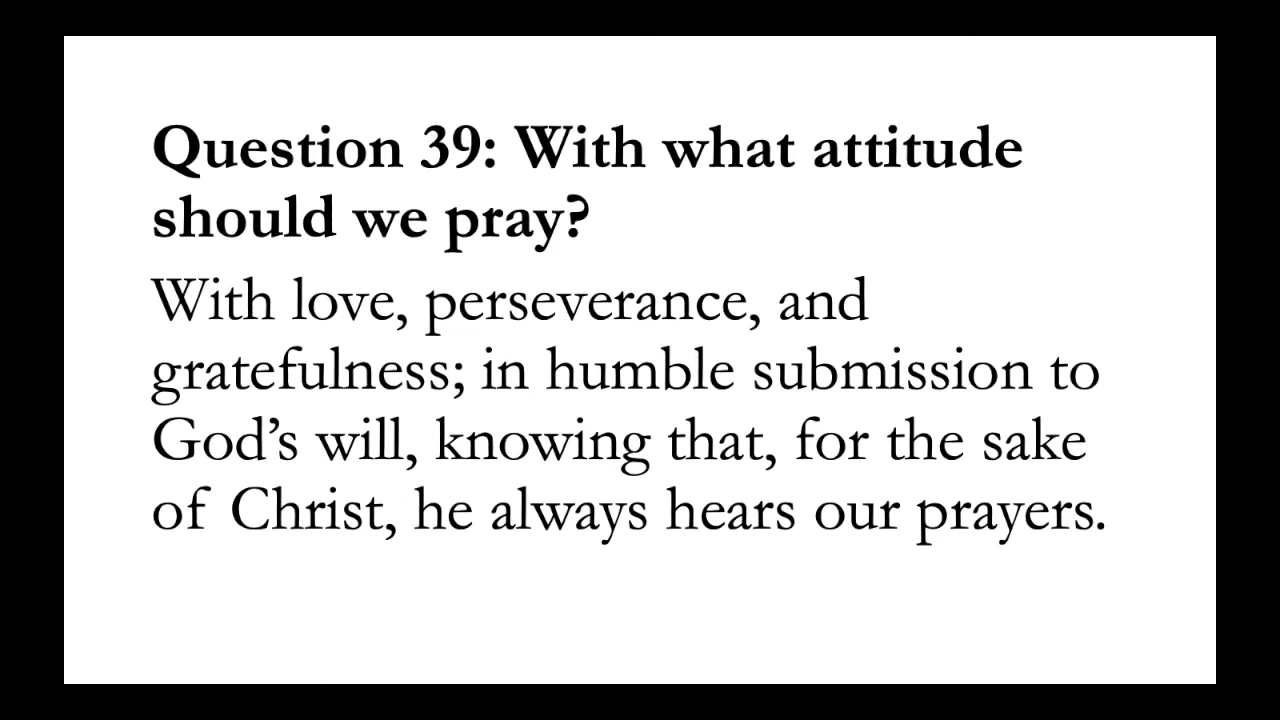 Question 39: With what attitude
should we pray?
With love, perseverance, and
gratefulness; in humble submission to
God’s will, knowing that, for the sake
of Christ, he always hears our prayers.